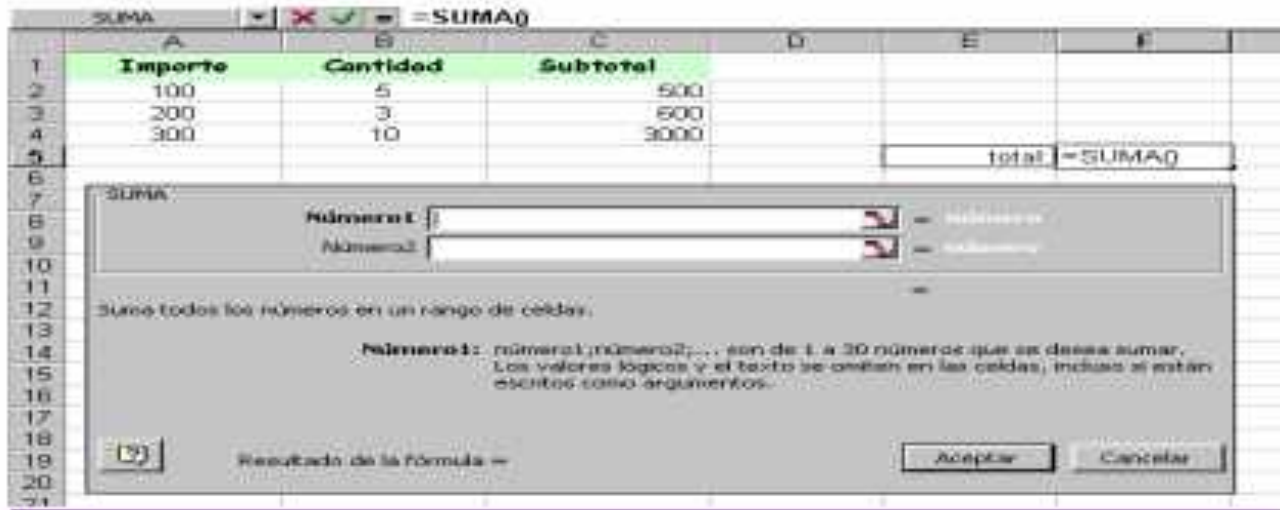 SUMA =SUMA()
A B C D E F
1 Importe Cantidad Subtotal
2 100 5 500
3 200 3 600
4 300 10 3000
5 total =SUMA()
6
7 SUMA
8 Número1 = Número
9 Número2 = Número
10
11 =
12 Suma todos los números en un rango de celdas.
13
14 Número1: número1;número2;... son de 1 a 30 números que se desea sumar.
15 Los valores lógicos y el texto se omiten en las celdas, incluso si están
16 escritos como argumentos.
17
18
19 Resultado de la fórmula = Aceptar Cancelar
20
21